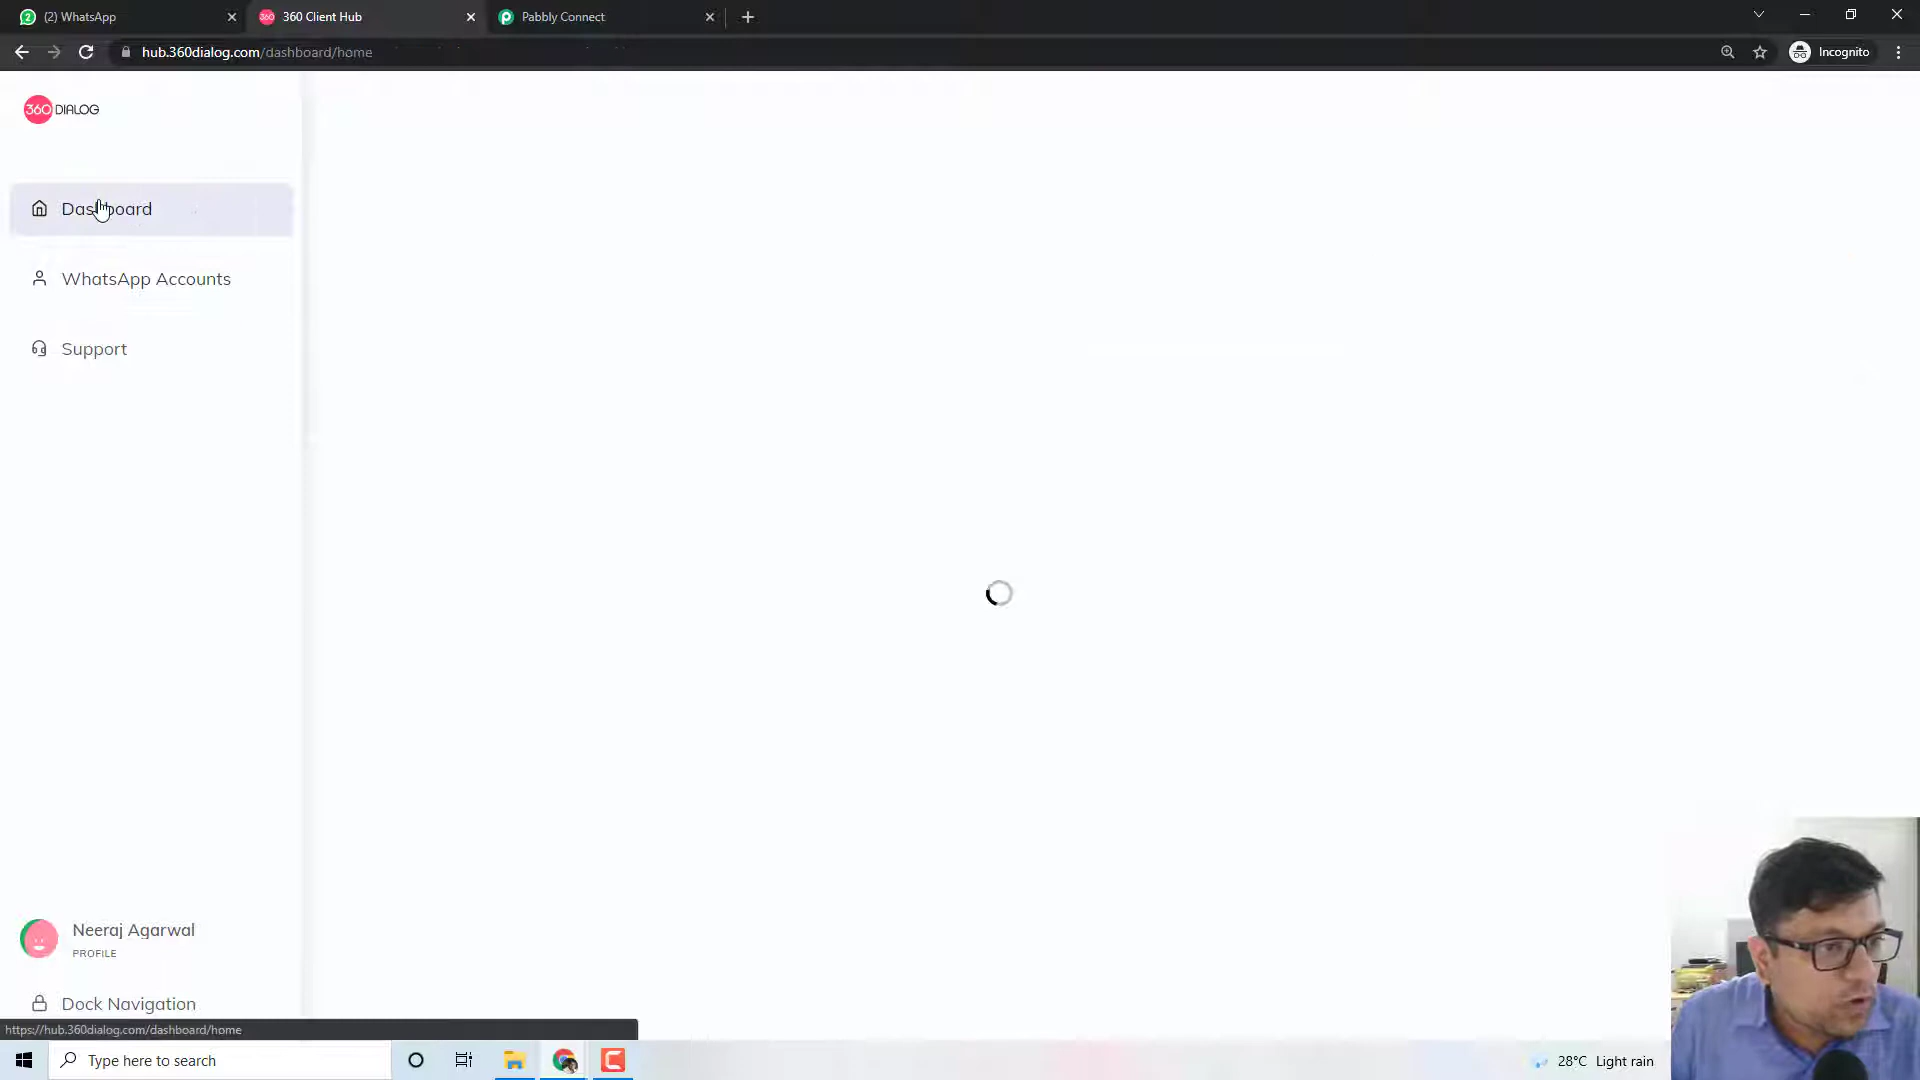 (2) WhatsApp
360 Client Hub
Pabbly Connect
hub.360dialog.com/dashboard/home
Incognito
360 DIALOG
Dashboard
WhatsApp Accounts
Support
Neeraj Agarwal
PROFILE
Dock Navigation
https://hub.360dialog.com/dashboard/home
Type here to search
28°C Light rain